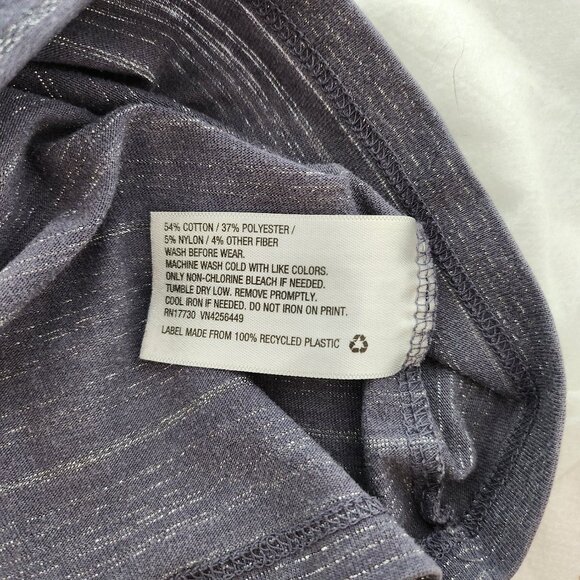 54% COTTON / 37% POLYESTER /
5% NYLON / 4% OTHER FIBER
WASH BEFORE WEAR.
MACHINE WASH COLD WITH LIKE COLORS.
ONLY NON-CHLORINE BLEACH IF NEEDED.
TUMBLE DRY LOW. REMOVE PROMPTLY.
COOL IRON IF NEEDED. DO NOT IRON ON PRINT.
RN17730 VN4256449
LABEL MADE FROM 100% RECYCLED PLASTIC